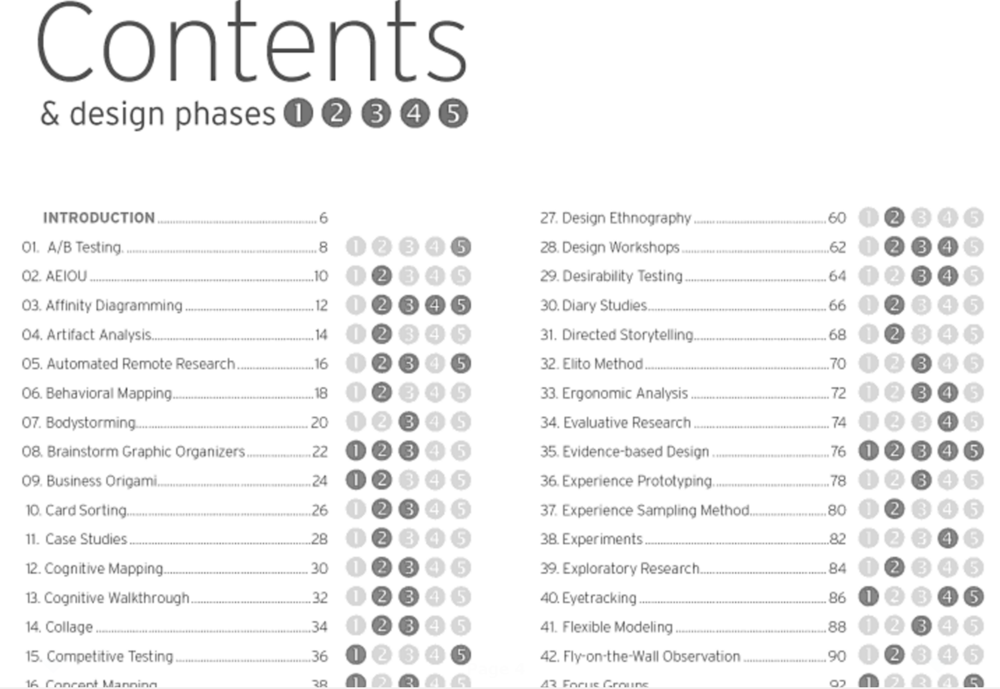 Contents
& design phases 1 2 3 4 5
INTRODUCTION 6
01. A/B Testing. 8 1 2 3 4 5
02. AEIOU 10 1 2 3 4 5
03. Affinity Diagramming 12 1 2 3 4 5
04. Artifact Analysis 14 1 2 3 4 5
05. Automated Remote Research 16 1 2 3 4 5
06. Behavioral Mapping 18 1 2 3 4 5
07. Bodystorming 20 1 2 3 4 5
08. Brainstorm Graphic Organizers 22 1 2 3 4 5
09. Business Origami 24 1 2 3 4 5
10. Card Sorting 26 1 2 3 4 5
11. Case Studies 28 1 2 3 4 5
12. Cognitive Mapping 30 1 2 3 4 5
13. Cognitive Walkthrough 32 1 2 3 4 5
14. Collage 34 1 2 3 4 5
15. Competitive Testing 36 1 2 3 4 5
16. Concept Mapping 38 1 2 3 4 5
27. Design Ethnography 60 1 2 3 4 5
28. Design Workshops 62 1 2 3 4 5
29. Desirability Testing 64 1 2 3 4 5
30. Diary Studies 66 1 2 3 4 5
31. Directed Storytelling 68 1 2 3 4 5
32. Elito Method 70 1 2 3 4 5
33. Ergonomic Analysis 72 1 2 3 4 5
34. Evaluative Research 74 1 2 3 4 5
35. Evidence-based Design 76 1 2 3 4 5
36. Experience Prototyping 78 1 2 3 4 5
37. Experience Sampling Method 80 1 2 3 4 5
38. Experiments 82 1 2 3 4 5
39. Exploratory Research 84 1 2 3 4 5
40. Eyetracking 86 1 2 3 4 5
41. Flexible Modeling 88 1 2 3 4 5
42. Fly-on-the-Wall Observation 90 1 2 3 4 5
43. Focus Groups 92 1 2 3 4 5
Page 4